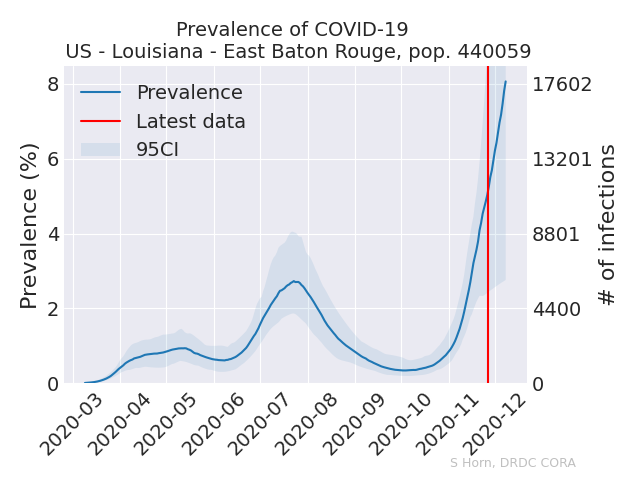 Prevalence of COVID-19
US - Louisiana - East Baton Rouge, pop. 440059
Prevalence
Latest data
95CI
Prevalence (%)
8
6
4
2
0
17602
13201
8801
4400
0
# of infections
2020-03
2020-04
2020-05
2020-06
2020-07
2020-08
2020-09
2020-10
2020-11
2020-12
S Horn, DRDC CORA